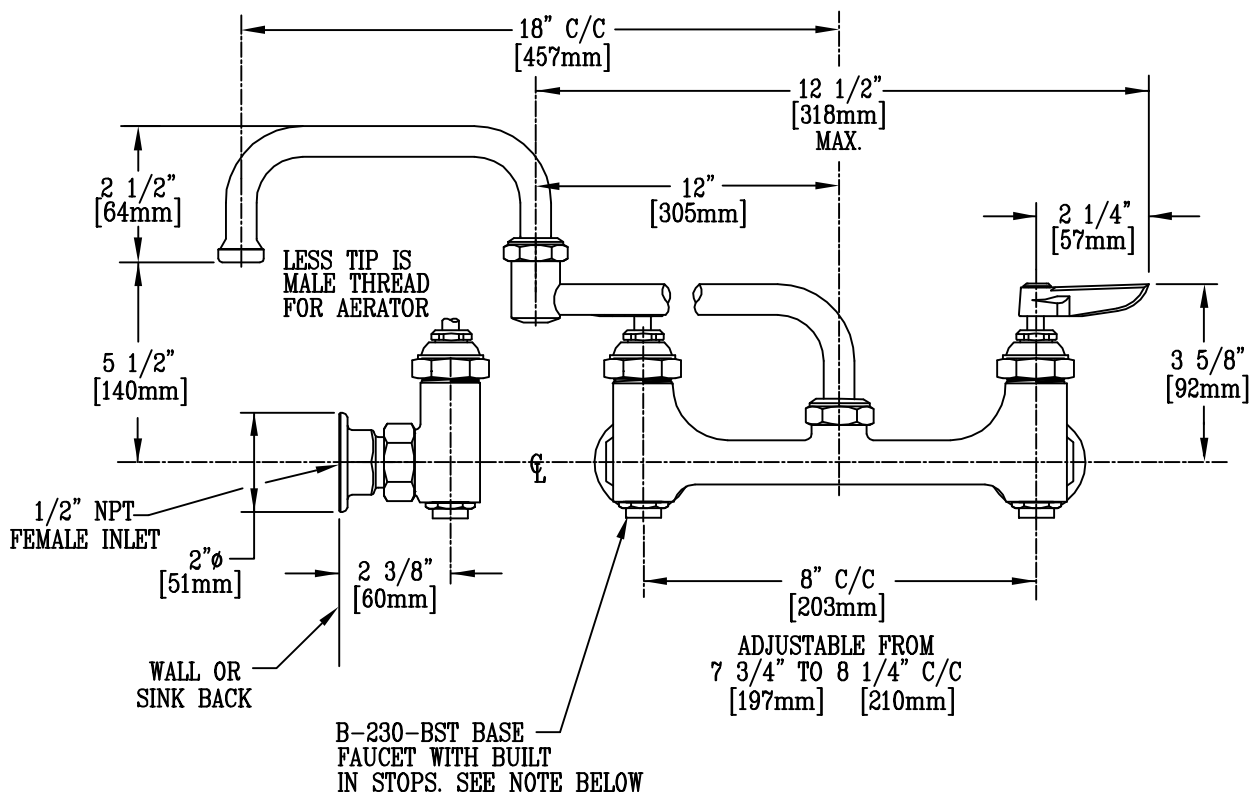 18” C/C
[457mm]
12 1/2”
[318mm]
MAX.
2 1/2”
[64mm]
12”
[305mm]
2 1/4”
[57mm]
LESS TIP IS
MALE THREAD
FOR AERATOR
5 1/2”
[140mm]
3 5/8”
[92mm]
CL
1/2” NPT
FEMALE INLET
2”ø
[51mm]
2 3/8”
[60mm]
8” C/C
[203mm]
ADJUSTABLE FROM
7 3/4” TO 8 1/4” C/C
[197mm] [210mm]
WALL OR
SINK BACK
B-230-BST BASE
FAUCET WITH BUILT
IN STOPS. SEE NOTE BELOW